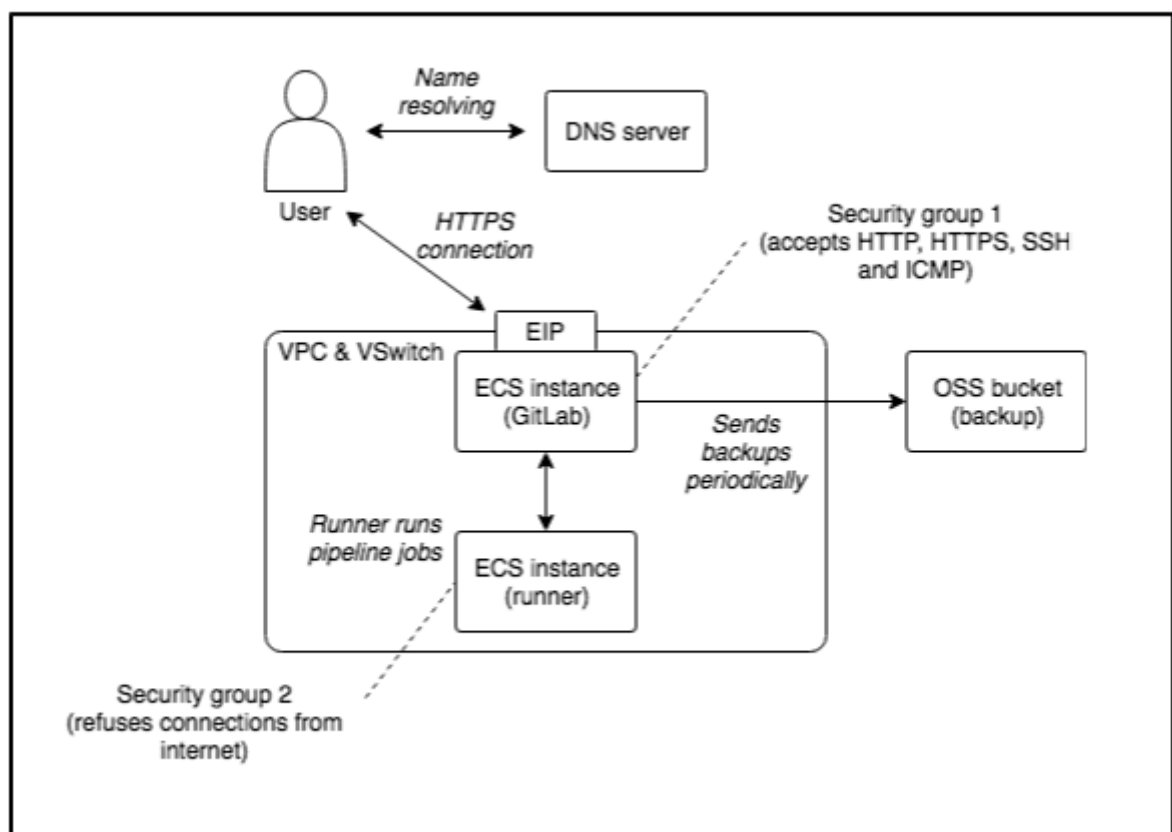 Name
resolving
DNS server
User
HTTPS
connection
Security group 1
(accepts HTTP, HTTPS, SSH
and ICMP)
EIP
VPC & VSwitch
ECS instance
(GitLab)
OSS bucket
(backup)
Sends
backups
periodically
Runner runs
pipeline jobs
ECS instance
(runner)
Security group 2
(refuses connections from
internet)